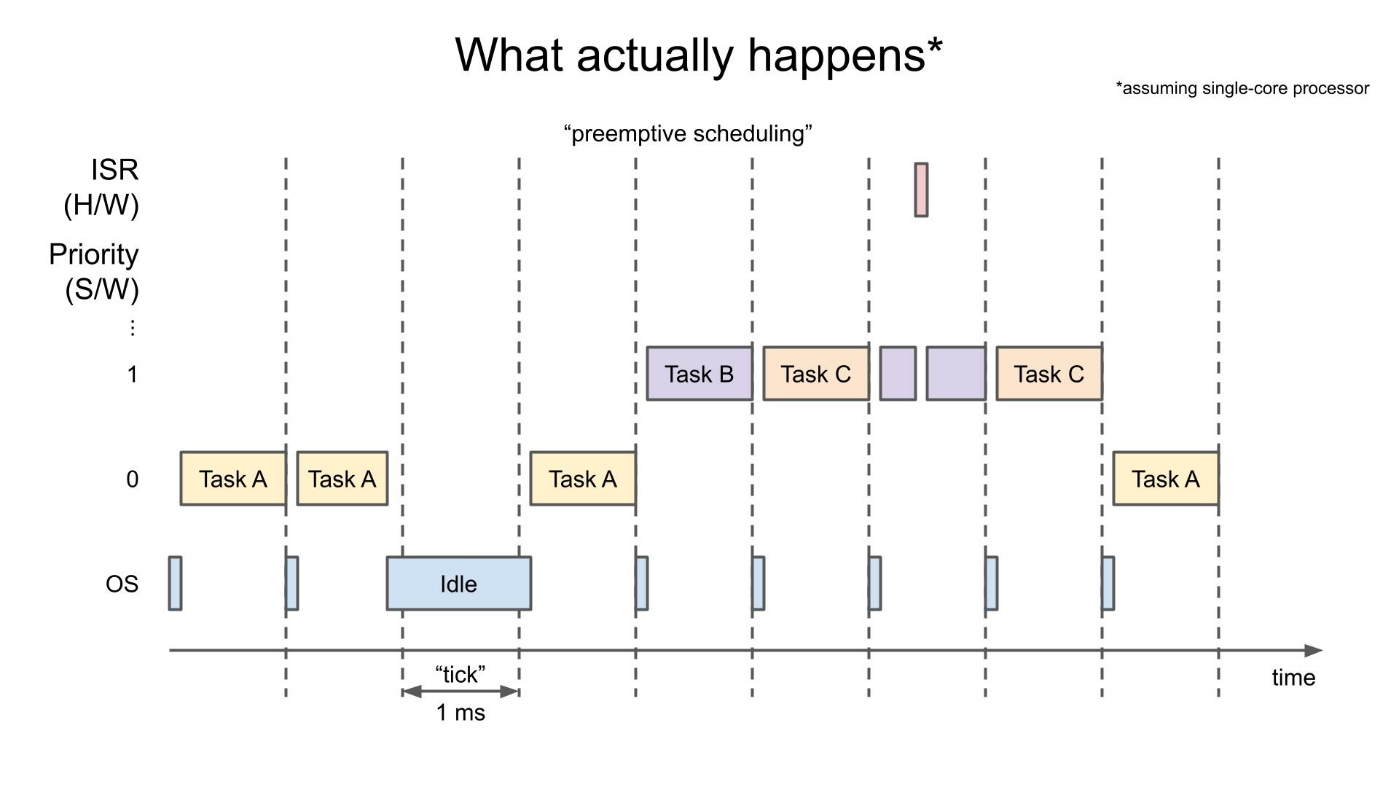 What actually happens*
*assuming single-core processor
“preemptive scheduling”
ISR
(H/W)
Priority
(S/W)
⋮
1
Task B
Task C
Task C
0
Task A
Task A
Task A
Task A
OS
Idle
“tick”
1 ms
time